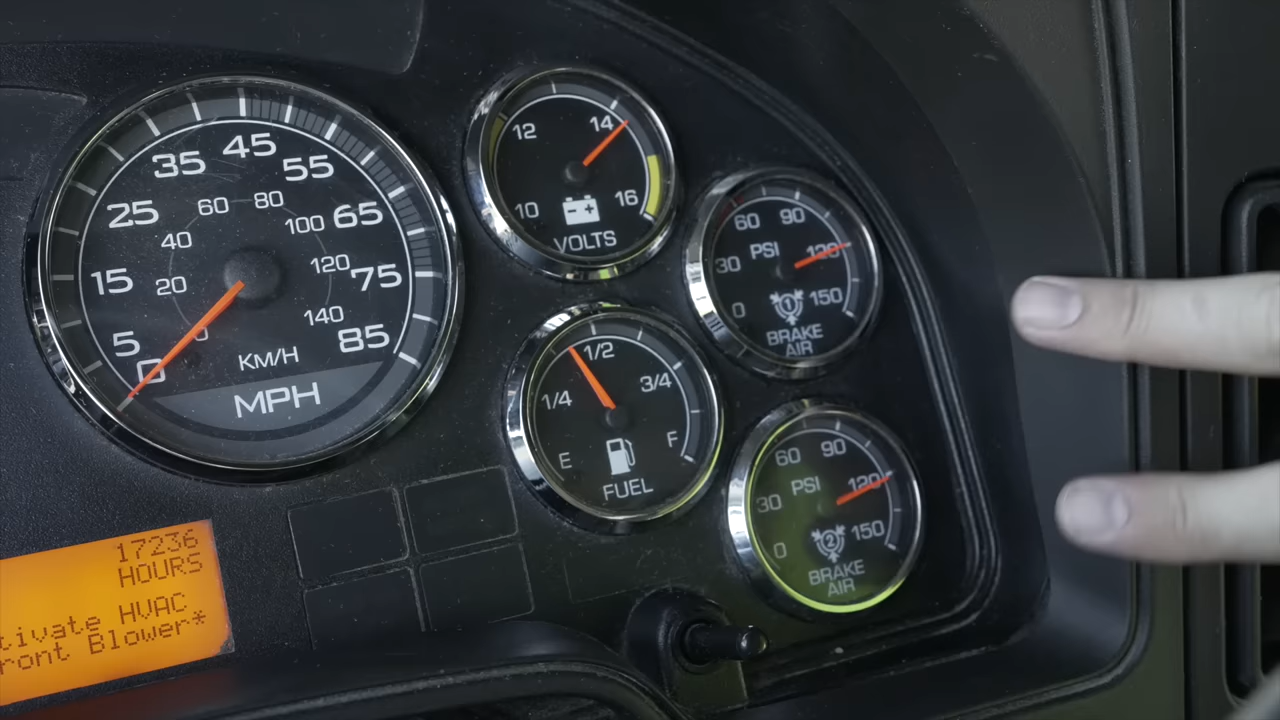 5
15
25
35
45
55
65
75
85
0
20
40
60
80
100
120
140
Km/H
MPH
10
12
14
16
VOLTS
0
30
60
90
120
150
PSI
1
BRAKE
AIR
E
1/4
1/2
3/4
F
FUEL
0
30
60
90
120
150
PSI
2
BRAKE
AIR
17236
HOURS
tivate HVAC
ront Blower*